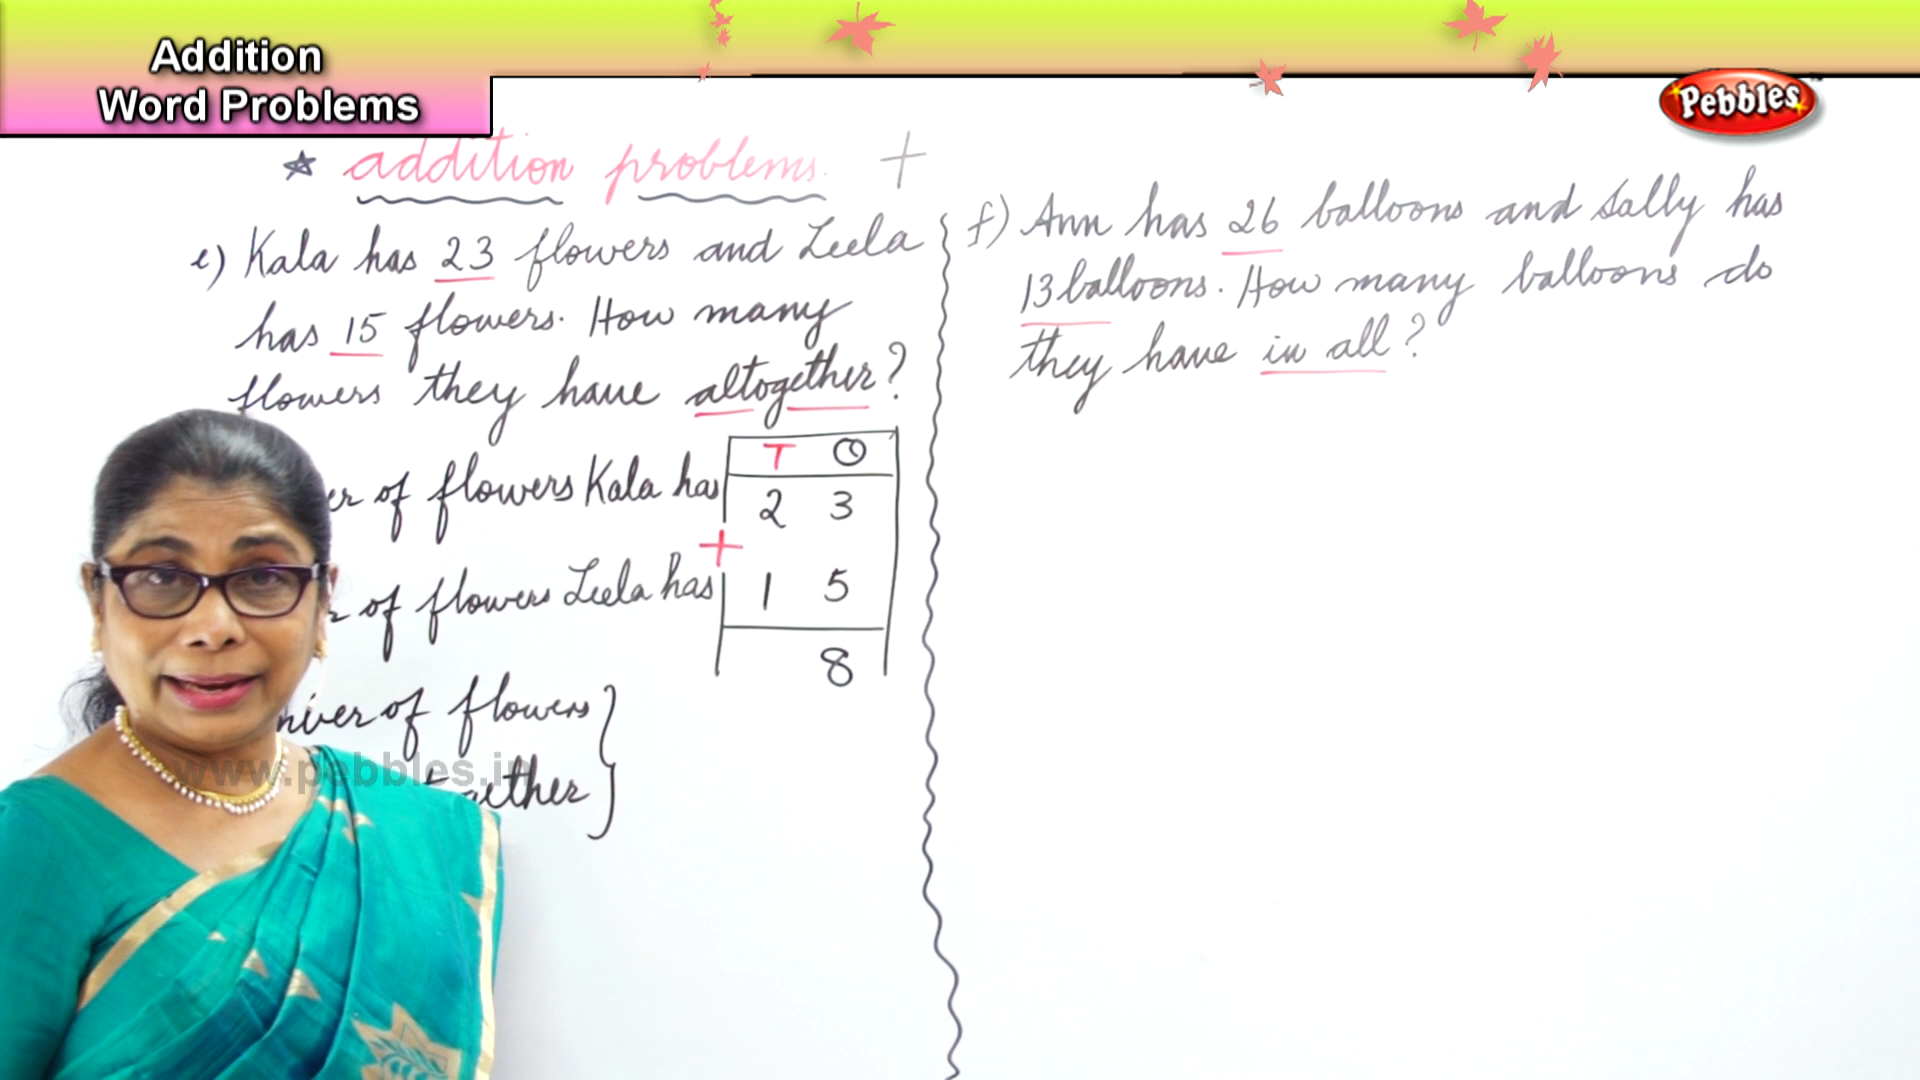 Addition
Word Problems
Pebbles
addition problems. +
e) Kala has 23 flowers and Leela
has 15 flowers. How many
flowers they have altogether?
of flowers Kala has
of flowers Leela has
of flowers
T O
2 3
+
1 5
8
www.pebbles.in
f) Ann has 26 balloons and Sally has
13 balloons. How many balloons do
they have in all?